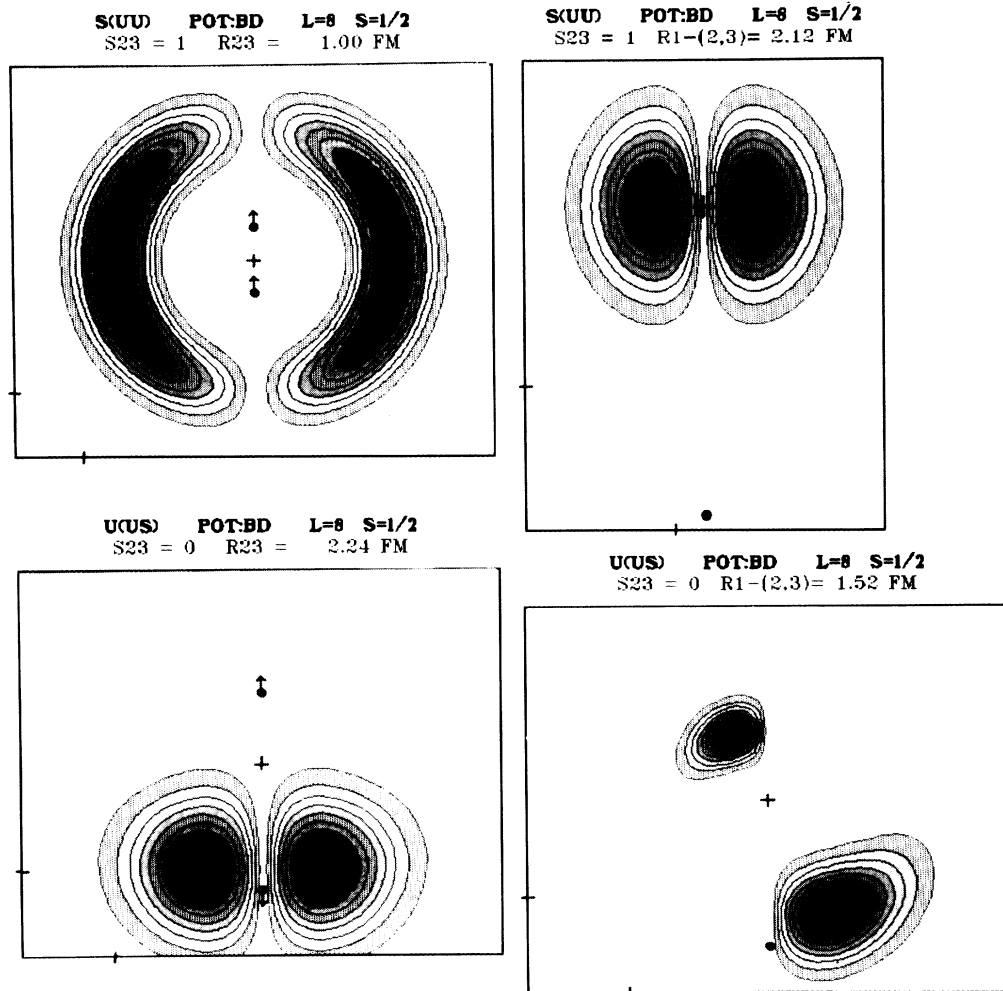 S(UU) POT:BD L=8 S=1/2
S23 = 1 R23 = 1.00 FM
S(UU) POT:BD L=8 S=1/2
S23 = 1 R1-(2,3)= 2.12 FM
U(US) POT:BD L=8 S=1/2
S23 = 0 R23 = 2.24 FM
U(US) POT:BD L=8 S=1/2
S23 = 0 R1-(2,3)= 1.52 FM